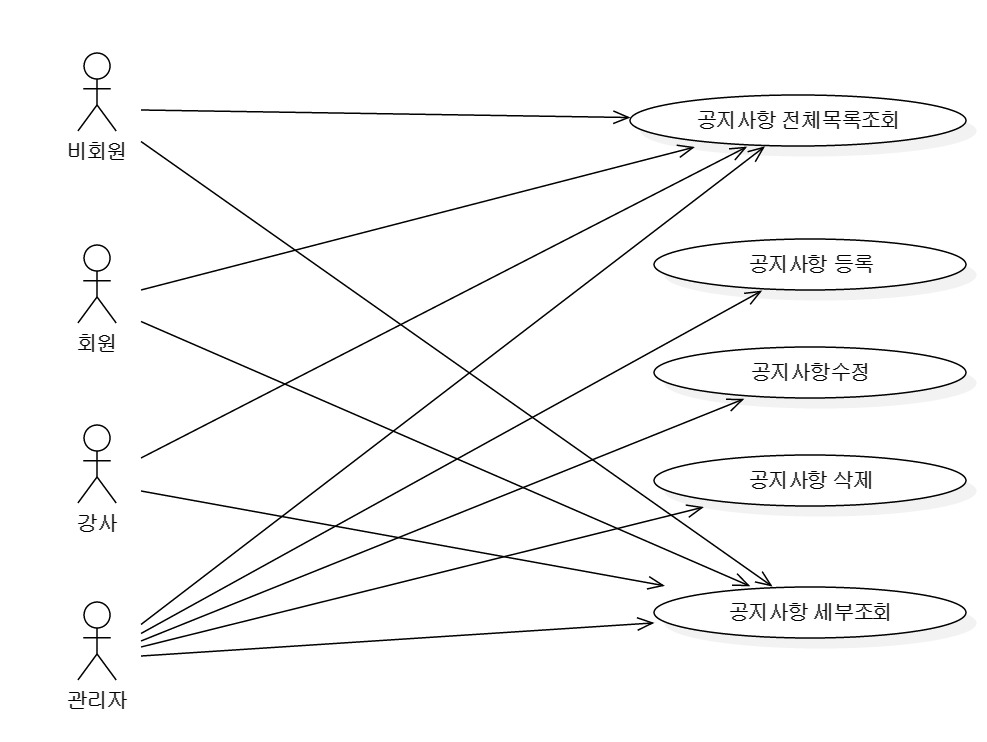 비회원
공지사항 전체목록조회
공지사항 등록
회원
공지사항수정
공지사항 삭제
강사
공지사항 세부조회
관리자